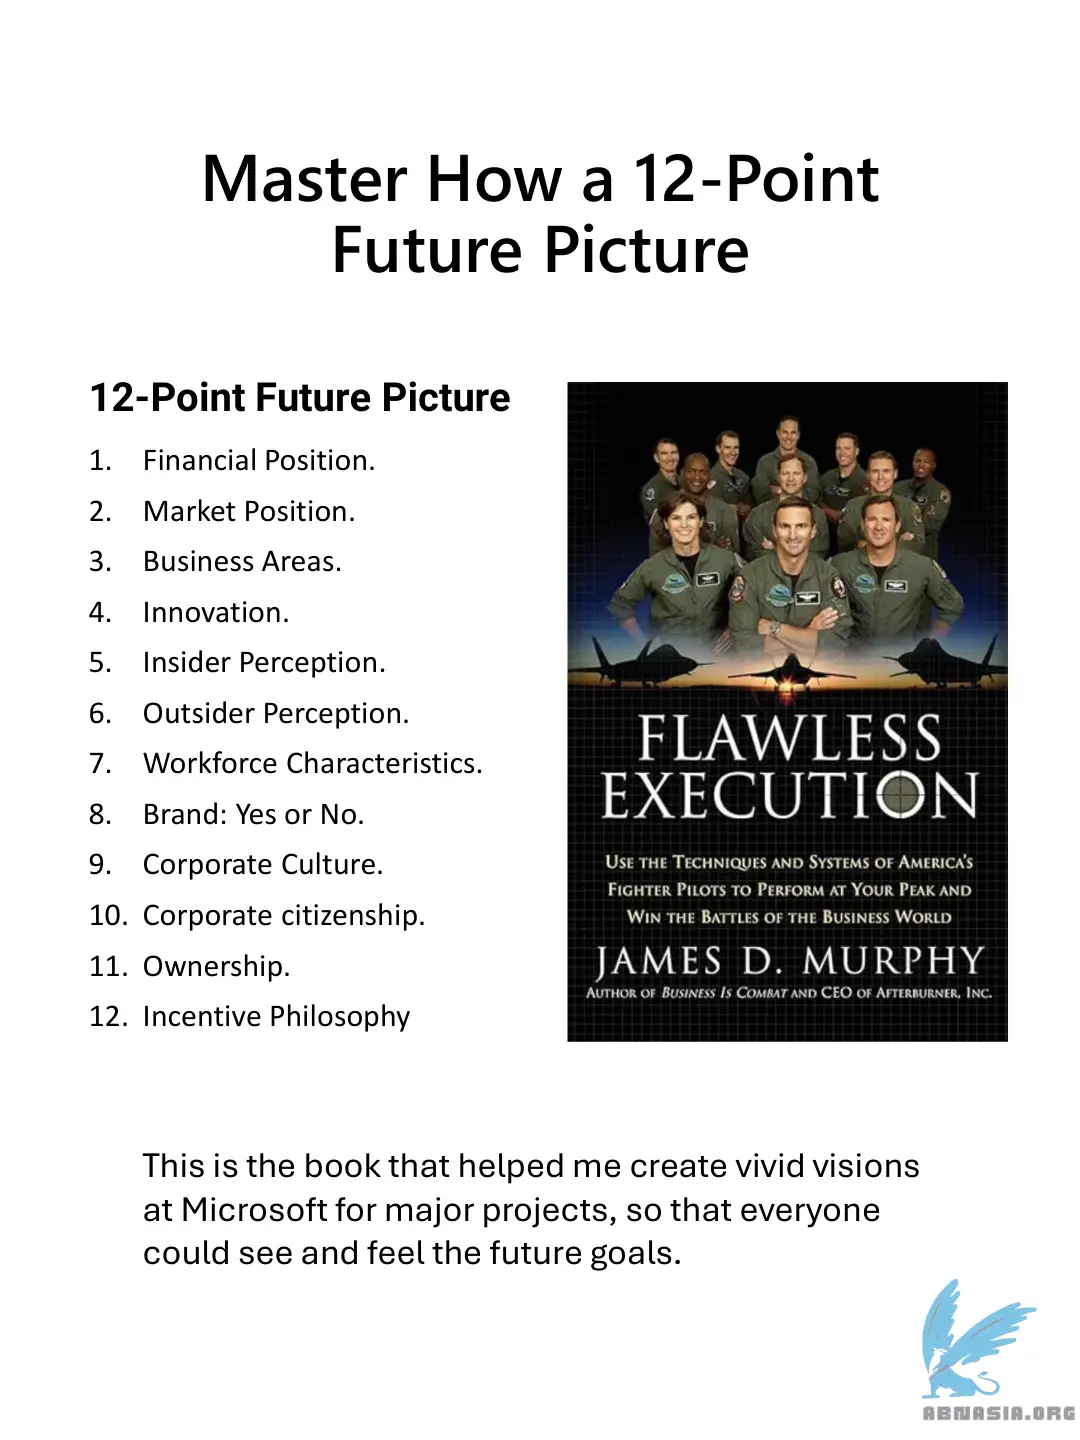 Master How a 12-Point
Future Picture
12-Point Future Picture
1. Financial Position.
2. Market Position.
3. Business Areas.
4. Innovation.
5. Insider Perception.
6. Outsider Perception.
7. Workforce Characteristics.
8. Brand: Yes or No.
9. Corporate Culture.
10. Corporate citizenship.
11. Ownership.
12. Incentive Philosophy
FLAWLESS
EXECUTION
USE THE TECHNIQUES AND SYSTEMS OF AMERICA'S
FIGHTER PILOTS TO PERFORM AT YOUR PEAK AND
WIN THE BATTLES OF THE BUSINESS WORLD
JAMES D. MURPHY
AUTHOR OF BUSINESS IS COMBAT AND CEO OF AFTERBURNER, INC.
This is the book that helped me create vivid visions
at Microsoft for major projects, so that everyone
could see and feel the future goals.
ABNASIA.ORG